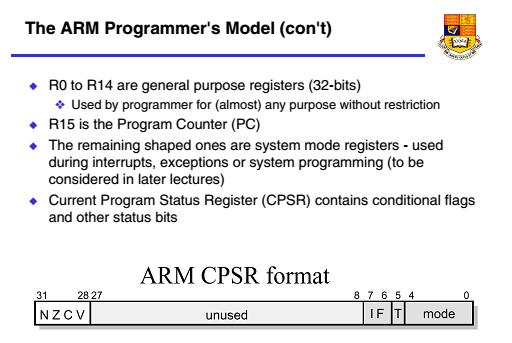 The ARM Programmer's Model (con't)
R0 to R14 are general purpose registers (32-bits)
Used by programmer for (almost) any purpose without restriction
R15 is the Program Counter (PC)
The remaining shaped ones are system mode registers - used
during interrupts, exceptions or system programming (to be
considered in later lectures)
Current Program Status Register (CPSR) contains conditional flags
and other status bits
ARM CPSR format
31 28 27 8 7 6 5 4 0
N Z C V unused I F T mode